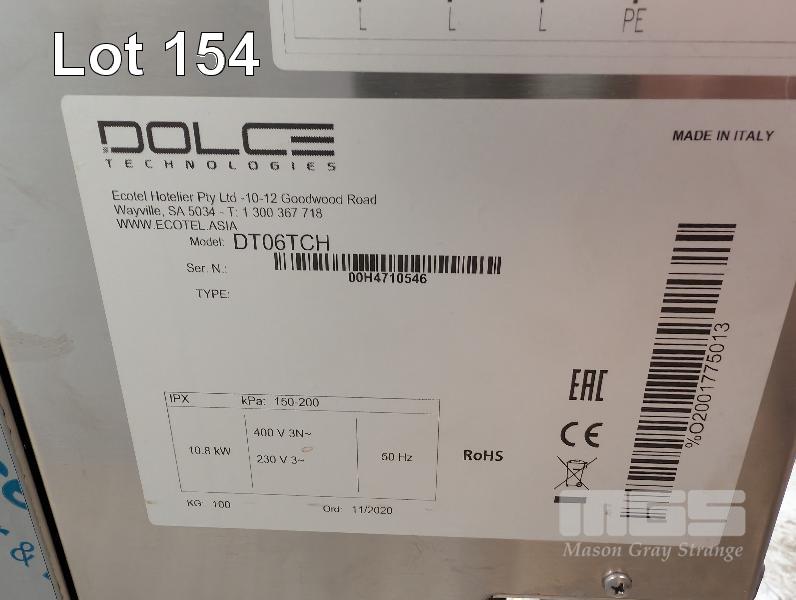 L L L PE
Lot 154
DOLCE
TECHNOLOGIES
MADE IN ITALY
Ecotel Hotelier Pty Ltd -10-12 Goodwood Road
Wayville, SA 5034 - T: 1 300 367 718
WWW.ECOTEL.ASIA
Model: DT06TCH
Ser. N.:
00H4710546
TYPE:
%O2001775013
IPX kPa: 150-200
10.8 kW
400 V 3N~
230 V 3~
50 Hz
RoHS
EAC
CE
KG: 100
Ord: 11/2020
MGS
Mason Gray Strange